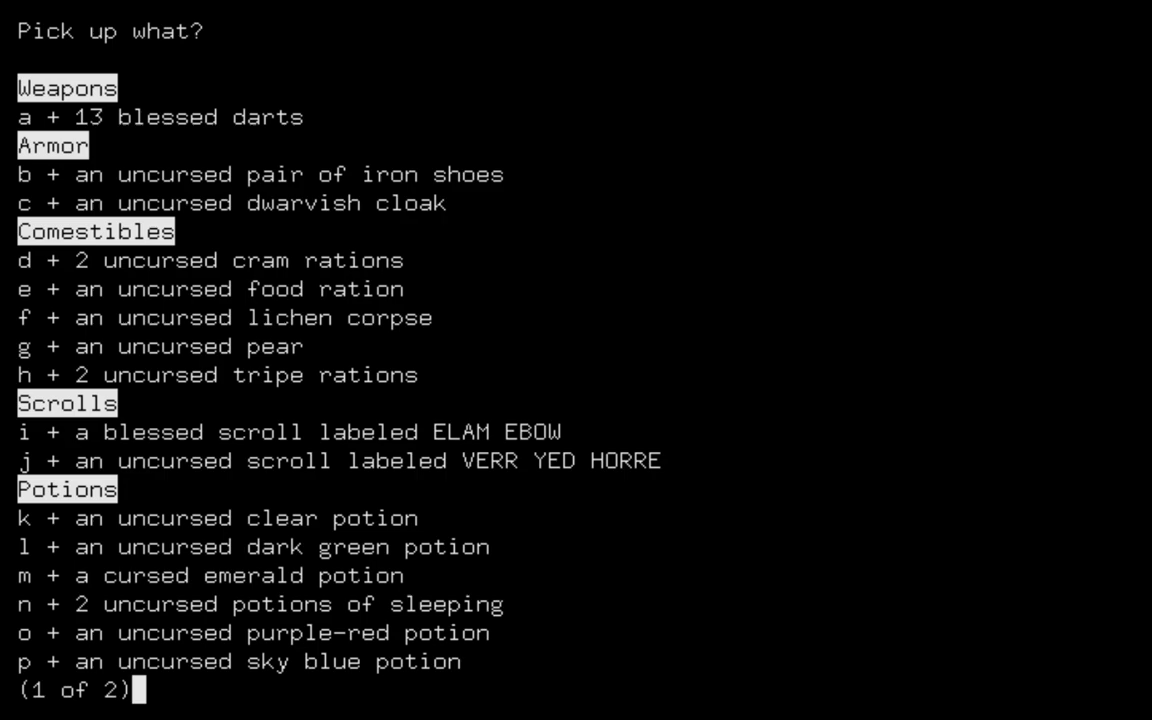 Pick up what?
Weapons
a + 13 blessed darts
Armor
b + an uncursed pair of iron shoes
c + an uncursed dwarvish cloak
Comestibles
d + 2 uncursed cram rations
e + an uncursed food ration
f + an uncursed lichen corpse
g + an uncursed pear
h + 2 uncursed tripe rations
Scrolls
i + a blessed scroll labeled ELAM EBOW
j + an uncursed scroll labeled VERR YED HORRE
Potions
k + an uncursed clear potion
l + an uncursed dark green potion
m + a cursed emerald potion
n + 2 uncursed potions of sleeping
o + an uncursed purple-red potion
p + an uncursed sky blue potion
(1 of 2)